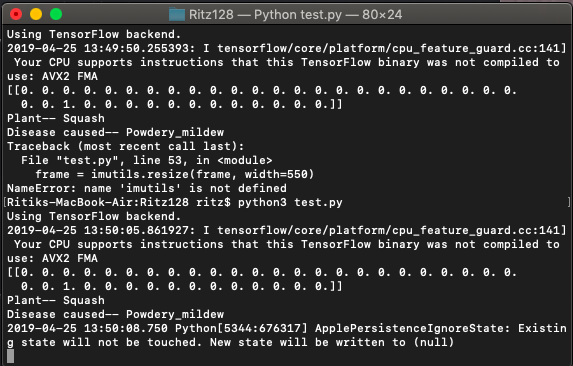 Ritz128 — Python test.py — 80×24
Using TensorFlow backend.
2019-04-25 13:49:50.255393: I tensorflow/core/platform/cpu_feature_guard.cc:141]
 Your CPU supports instructions that this TensorFlow binary was not compiled to
use: AVX2 FMA
[[0. 0. 0. 0. 0. 0. 0. 0. 0. 0. 0. 0. 0. 0. 0. 0. 0. 0. 0. 0. 0. 0. 0. 0.
  0. 0. 1. 0. 0. 0. 0. 0. 0. 0. 0. 0. 0. 0.]]
Plant-- Squash
Disease caused-- Powdery_mildew
Traceback (most recent call last):
  File "test.py", line 53, in <module>
    frame = imutils.resize(frame, width=550)
NameError: name 'imutils' is not defined
[Ritiks-MacBook-Air:Ritz128 ritz$ python3 test.py ]
Using TensorFlow backend.
2019-04-25 13:50:05.861927: I tensorflow/core/platform/cpu_feature_guard.cc:141]
 Your CPU supports instructions that this TensorFlow binary was not compiled to
use: AVX2 FMA
[[0. 0. 0. 0. 0. 0. 0. 0. 0. 0. 0. 0. 0. 0. 0. 0. 0. 0. 0. 0. 0. 0. 0. 0.
  0. 0. 1. 0. 0. 0. 0. 0. 0. 0. 0. 0. 0. 0.]]
Plant-- Squash
Disease caused-- Powdery_mildew
2019-04-25 13:50:08.750 Python[5344:676317] ApplePersistenceIgnoreState: Existin
g state will not be touched. New state will be written to (null)